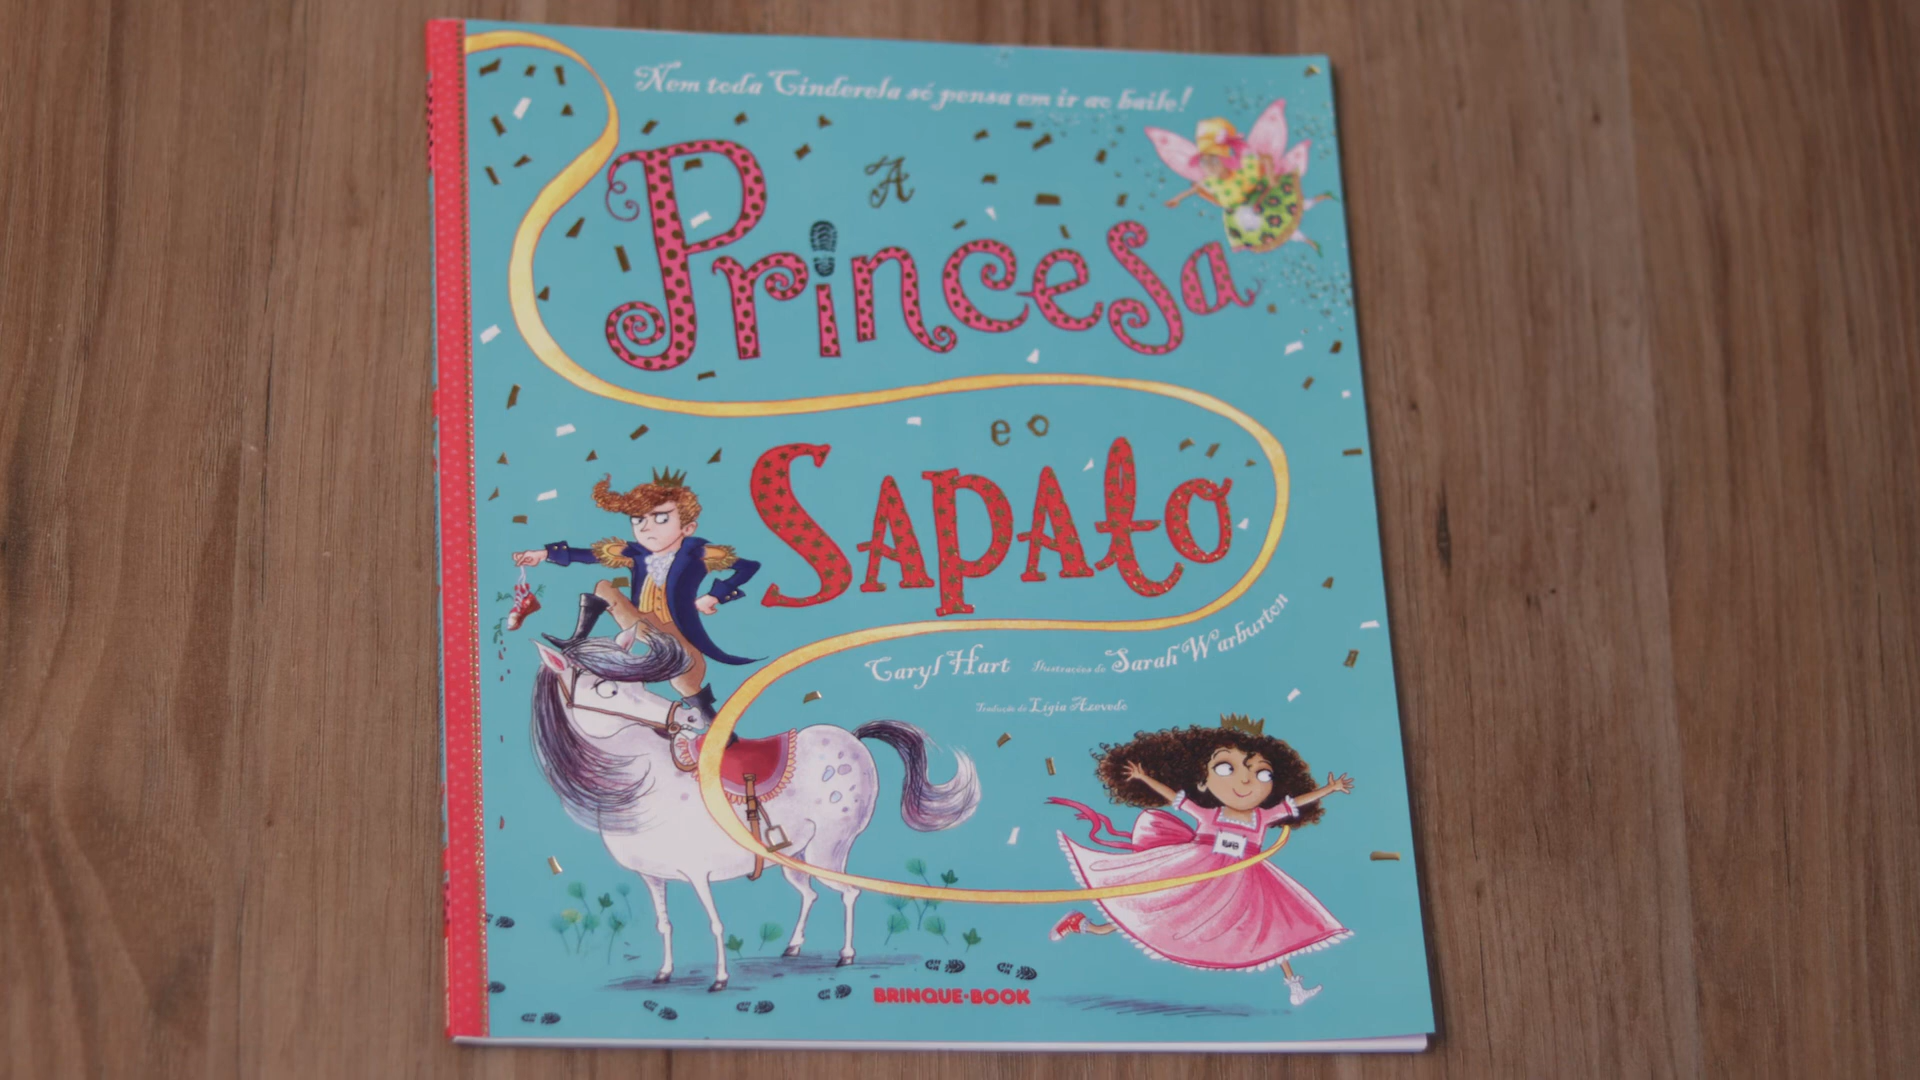 Nem toda Cinderela só pensa em ir ao baile!
A
Princesa
e o
Sapato
Caryl Hart Ilustrações de Sarah Warburton
Tradução de Lígia Azevedo
BRINQUE-BOOK